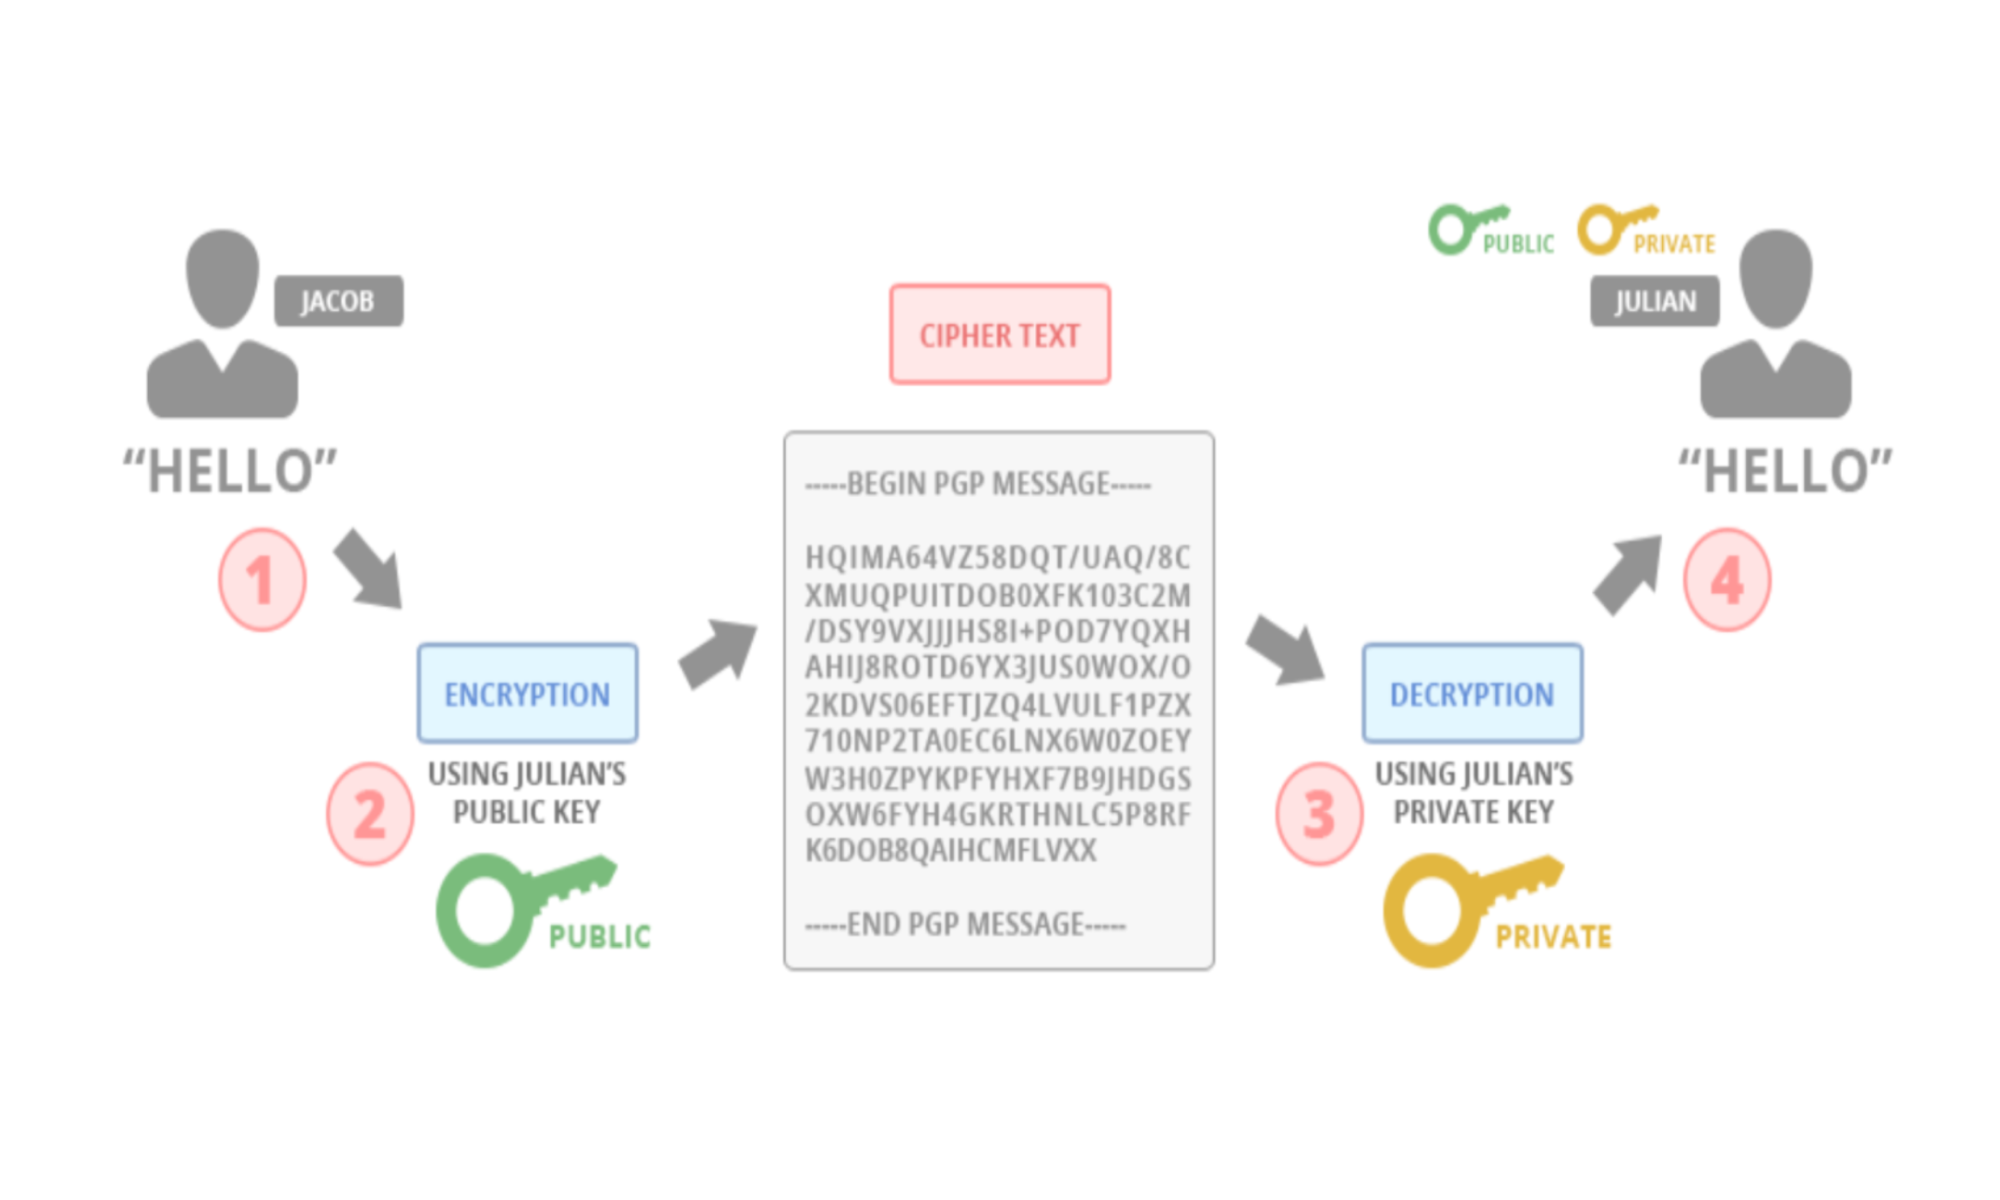 PUBLIC
PRIVATE
JACOB
JULIAN
CIPHER TEXT
“HELLO”
“HELLO”
-----BEGIN PGP MESSAGE-----
HQIMA64VZ58DQT/UAQ/8C
XMUQPUITDOB0XFK103C2M
/DSY9VXJJJHS8I+POD7YQXH
AHIJ8ROTD6YX3JUS0WOX/O
2KDVS06EFTJZQ4LVULF1PZX
710NP2TA0EC6LNX6W0ZOEY
W3H0ZPYKPFYHXF7B9JHDGS
OXW6FYH4GKRTHNLC5P8RF
K6DOB8QAIHCMFLVXX
-----END PGP MESSAGE-----
1
4
ENCRYPTION
DECRYPTION
2
USING JULIAN’S
PUBLIC KEY
3
USING JULIAN’S
PRIVATE KEY
PUBLIC
PRIVATE